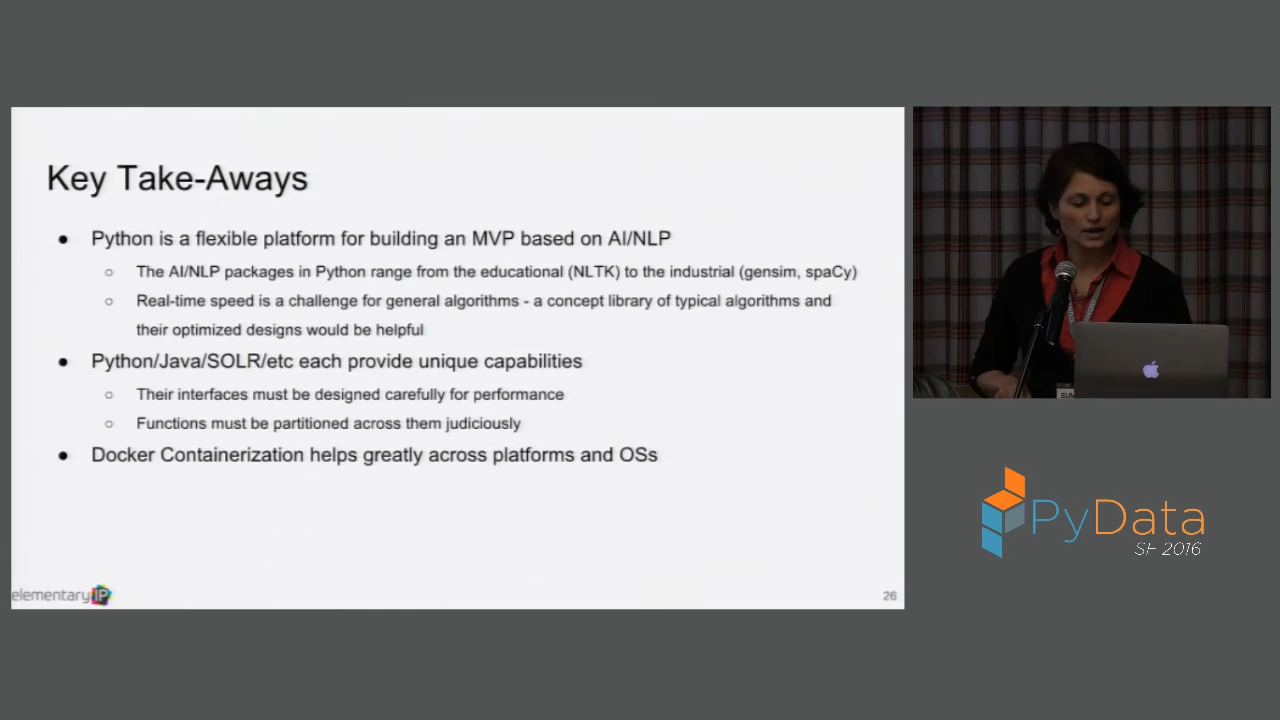 Key Take-Aways
● Python is a flexible platform for building an MVP based on AI/NLP
○ The AI/NLP packages in Python range from the educational (NLTK) to the industrial (gensim, spaCy)
○ Real-time speed is a challenge for general algorithms - a concept library of typical algorithms and
their optimized designs would be helpful
● Python/Java/SOLR/etc each provide unique capabilities
○ Their interfaces must be designed carefully for performance
○ Functions must be partitioned across them judiciously
● Docker Containerization helps greatly across platforms and OSs
elementary IP
26
PyData
SF 2016